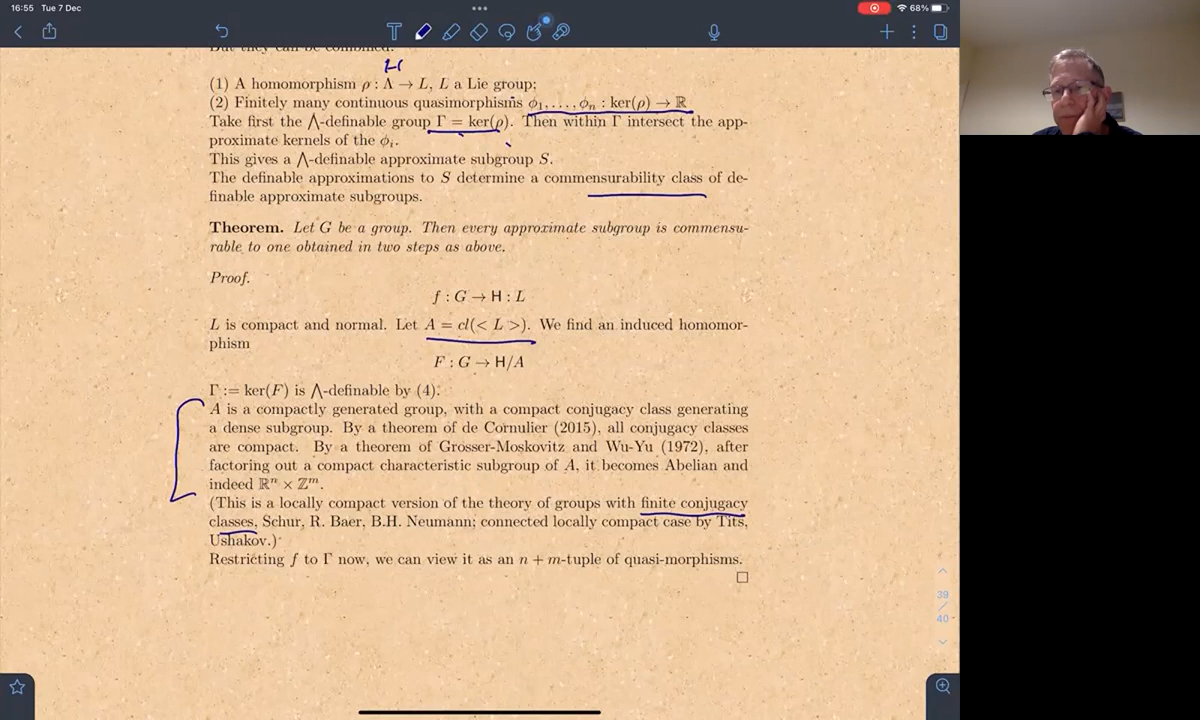 16:55 Tue 7 Dec
68%
But they can be combined.
(1) A homomorphism ρ : Λ → L, L a Lie group;
(2) Finitely many continuous quasimorphisms ϕ₁, . . . , ϕₙ : ker(ρ) → ℝ
Take first the ⋀-definable group Γ = ker(ρ). Then within Γ intersect the ap-
proximate kernels of the ϕᵢ.
This gives a ⋀-definable approximate subgroup S.
The definable approximations to S determine a commensurability class of de-
finable approximate subgroups.
Theorem. Let G be a group. Then every approximate subgroup is commensu-
rable to one obtained in two steps as above.
Proof.
f : G → H : L
L is compact and normal. Let A = cl(< L >). We find an induced homomor-
phism
F : G → H/A
Γ := ker(F) is ⋀-definable by (4).
A is a compactly generated group, with a compact conjugacy class generating
a dense subgroup. By a theorem of de Cornulier (2015), all conjugacy classes
are compact. By a theorem of Grosser-Moskovitz and Wu-Yu (1972), after
factoring out a compact characteristic subgroup of A, it becomes Abelian and
indeed ℝⁿ × ℤᵐ.
(This is a locally compact version of the theory of groups with finite conjugacy
classes, Schur, R. Baer, B.H. Neumann; connected locally compact case by Tits,
Ushakov.)
Restricting f to Γ now, we can view it as an n + m-tuple of quasi-morphisms.
□
39
/
40